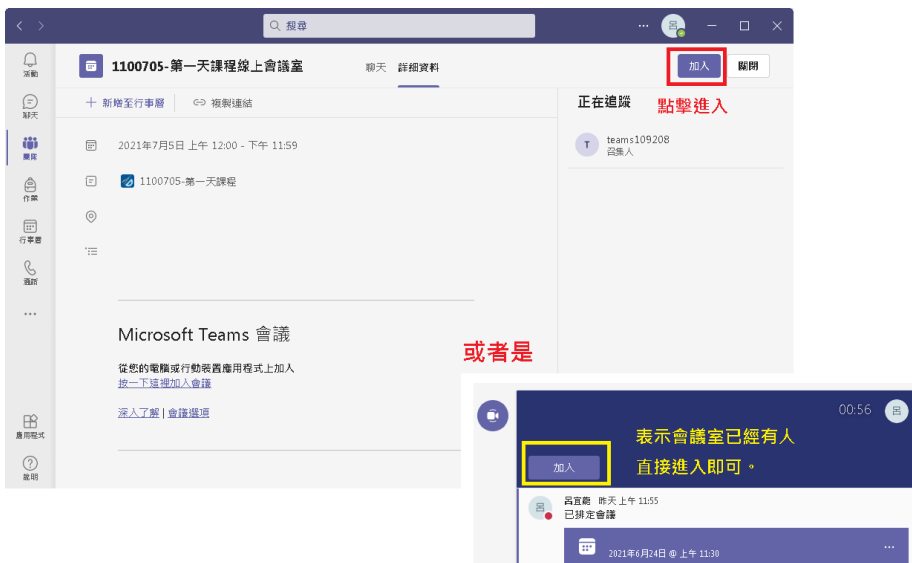 搜尋
呂
活動
聊天
團隊
作業
行事曆
通話
應用程式
說明
1100705-第一天課程線上會議室
聊天 詳細資料
加入 關閉
點擊進入
新增至行事曆 複製連結
2021年7月5日 上午 12:00 - 下午 11:59
1100705-第一天課程
正在追蹤
T
teams109208
召集人
Microsoft Teams 會議
從您的電腦或行動裝置應用程式上加入
按一下這裡加入會議
深入了解 | 會議選項
或者是
00:56 呂
表示會議室已經有人
直接進入即可。
加入
呂
呂宜龍 昨天上午 11:55
已排定會議
2021年6月24日 @ 上午 11:30